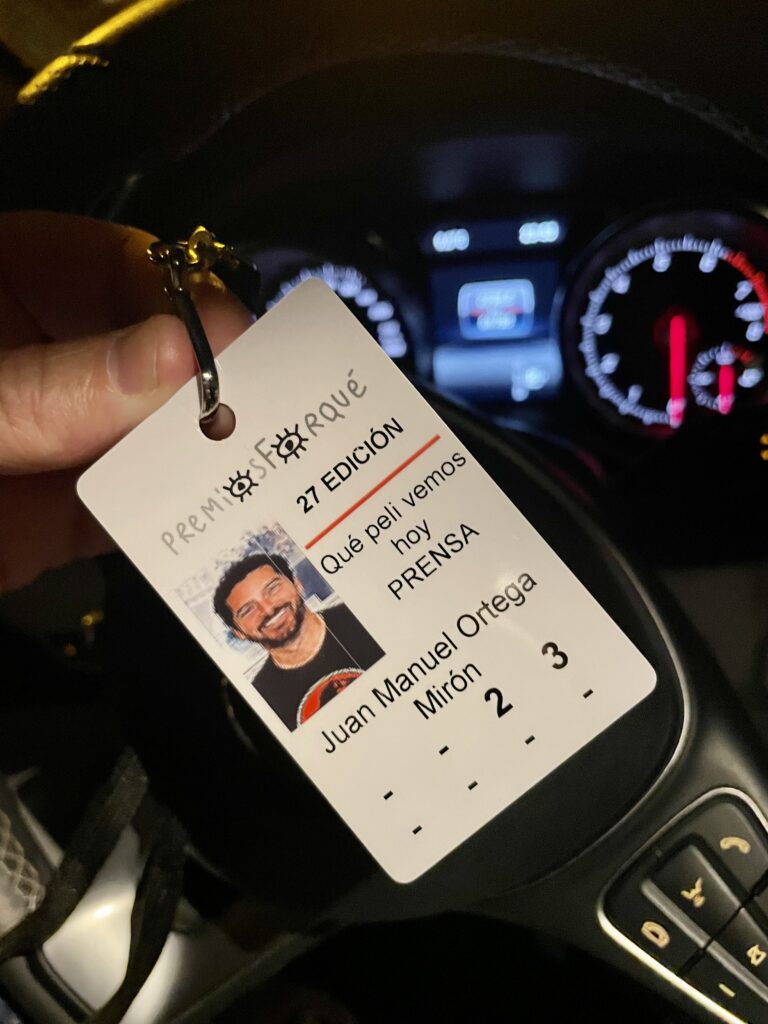 PREMIOSFORQUÉ
27 EDICIÓN
Qué peli vemos
hoy
PRENSA
Juan Manuel Ortega
Mirón
- - 2 3
- - - -